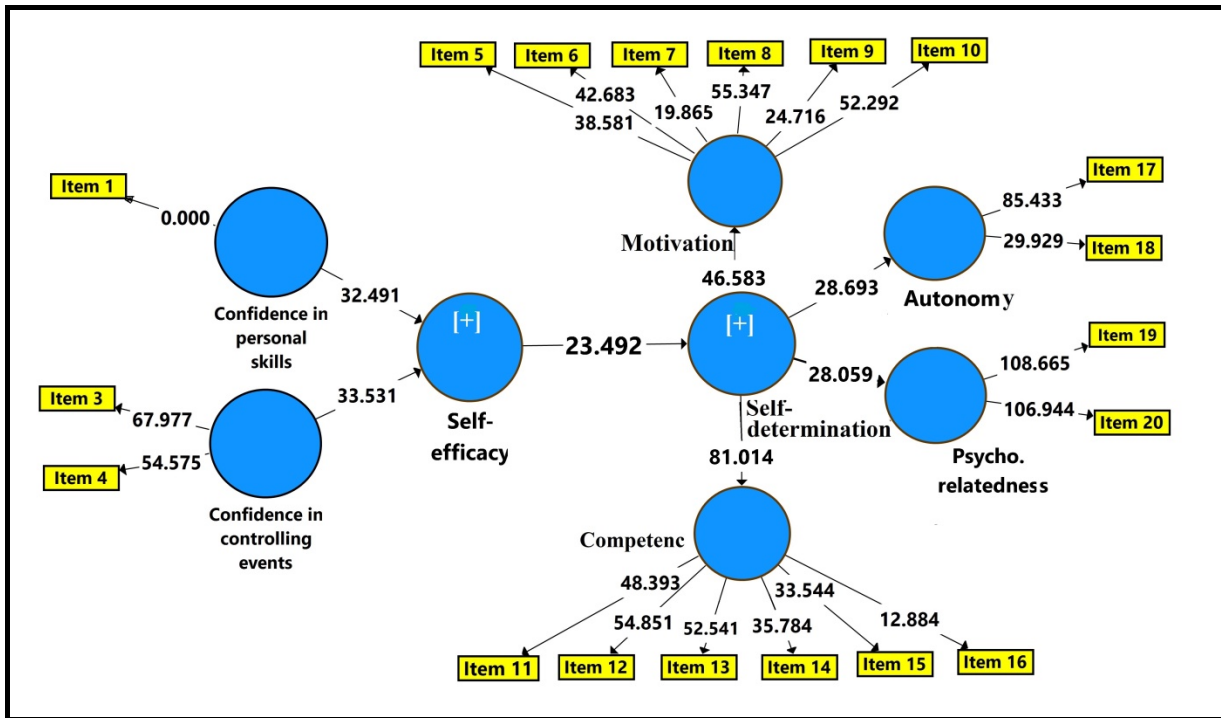 Item 5
Item 6
Item 7
Item 8
Item 9
Item 10
42.683
38.581
19.865
55.347
24.716
52.292
Item 1
0.000
Item 17
85.433
29.929
Item 18
Motivation
46.583
28.693
Autonomy
32.491
Confidence in
personal
skills
[+]
23.492
[+]
Item 19
108.665
28.059
106.944
Item 20
Item 3
67.977
33.531
Self-
efficacy
Self-
determination
54.575
Item 4
81.014
Psycho.
relatedness
Confidence in
controlling
events
Competenc
48.393
54.851
52.541
35.784
33.544
12.884
Item 11
Item 12
Item 13
Item 14
Item 15
Item 16